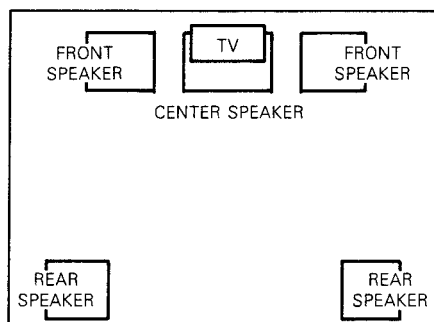 FRONT
SPEAKER
TV
FRONT
SPEAKER
CENTER SPEAKER
REAR
SPEAKER
REAR
SPEAKER